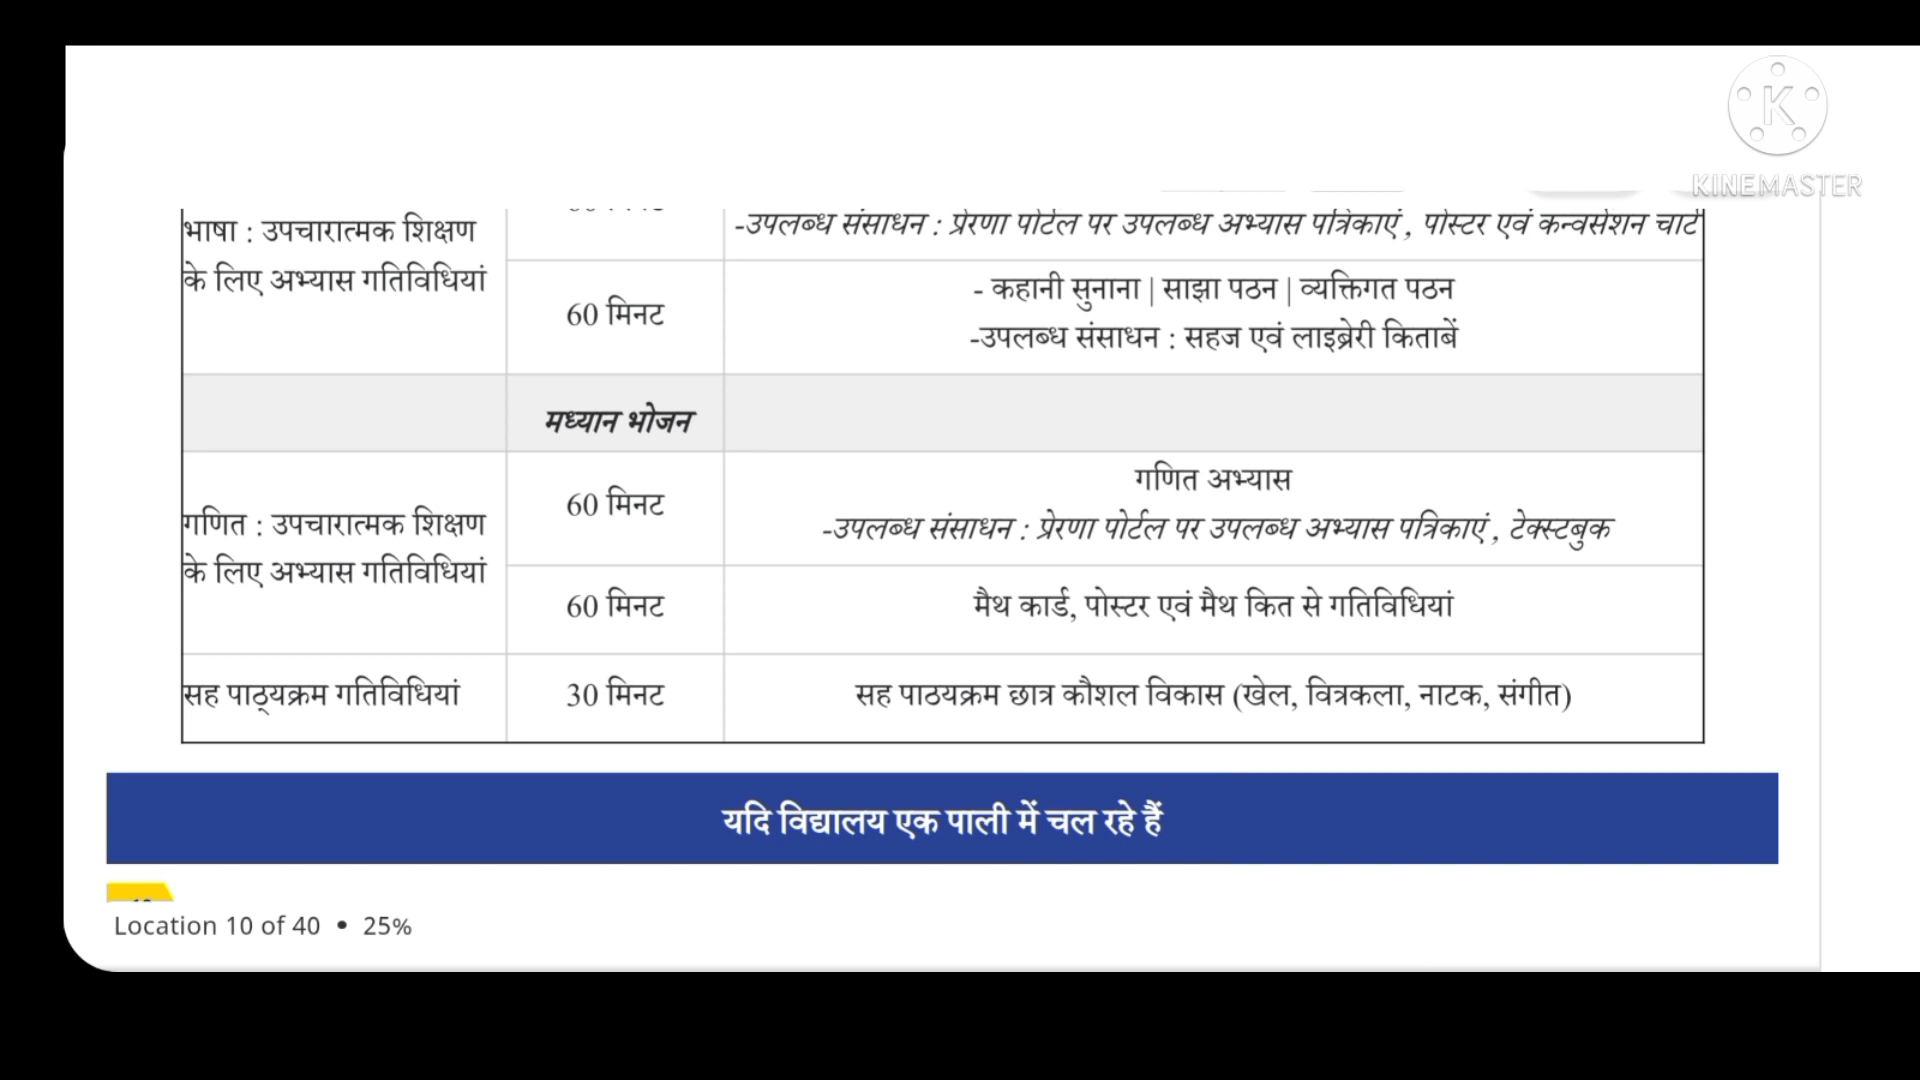 KINEMASTER
-उपलब्ध संसाधन : प्रेरणा पोर्टल पर उपलब्ध अभ्यास पत्रिकाएं , पोस्टर एवं कन्वर्सेशन चार्ट
भाषा : उपचारात्मक शिक्षण
के लिए अभ्यास गतिविधियां
60 मिनट
- कहानी सुनाना | साझा पठन | व्यक्तिगत पठन
-उपलब्ध संसाधन : सहज एवं लाइब्रेरी किताबें
मध्यान भोजन
गणित : उपचारात्मक शिक्षण
के लिए अभ्यास गतिविधियां
60 मिनट
गणित अभ्यास
-उपलब्ध संसाधन : प्रेरणा पोर्टल पर उपलब्ध अभ्यास पत्रिकाएं , टेक्स्टबुक
60 मिनट
मैथ कार्ड, पोस्टर एवं मैथ कित से गतिविधियां
सह पाठ्यक्रम गतिविधियां
30 मिनट
सह पाठयक्रम छात्र कौशल विकास (खेल, वित्रकला, नाटक, संगीत)
यदि विद्यालय एक पाली में चल रहे हैं
Location 10 of 40 • 25%